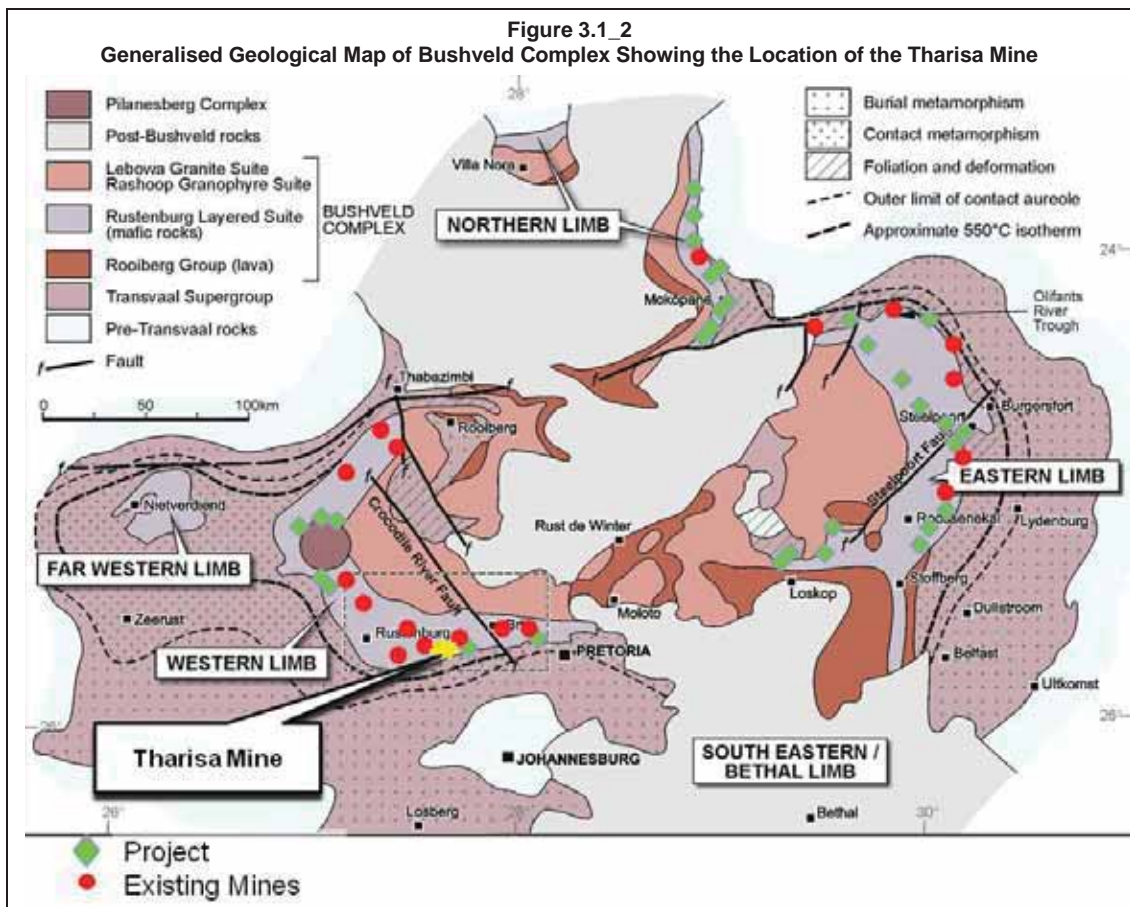 Figure 3.1_2
Generalised Geological Map of Bushveld Complex Showing the Location of the Tharisa Mine
Pilanesberg Complex
Post-Bushveld rocks
Lebowa Granite Suite
Rashoop Granophyre Suite
Rustenburg Layered Suite
(mafic rocks)
Rooiberg Group (lava)
BUSHVELD
COMPLEX
Transvaal Supergroup
Pre-Transvaal rocks
f Fault
0 50 100km
Burial metamorphism
Contact metamorphism
Foliation and deformation
Outer limit of contact aureole
Approximate 550°C isotherm
28°
24°
Villa Nora
NORTHERN LIMB
Mokopane
Olifants
River
Trough
f
f
f
f
Thabazimbi
f
Rooiberg
Steelpoort
Burgersfort
f
f
Nietverdiend
Crocodile River Fault
f
f
Steelpoort Fault
EASTERN LIMB
Rust de Winter
Roossenekal
Lydenburg
f
FAR WESTERN LIMB
Zeerust
Moloto
Loskop
Stoffberg
Dullstroom
Rustenburg
WESTERN LIMB
PRETORIA
f
Belfast
Uitkomst
26°
26°
Tharisa Mine
JOHANNESBURG
SOUTH EASTERN /
BETHAL LIMB
Losberg
Bethal
26°
28°
30°
Project
Existing Mines